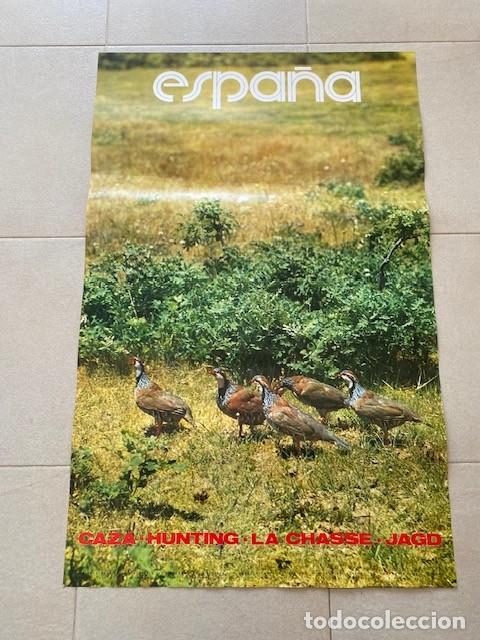 españa
CAZA · HUNTING · LA CHASSE · JAGD
todocoleccion